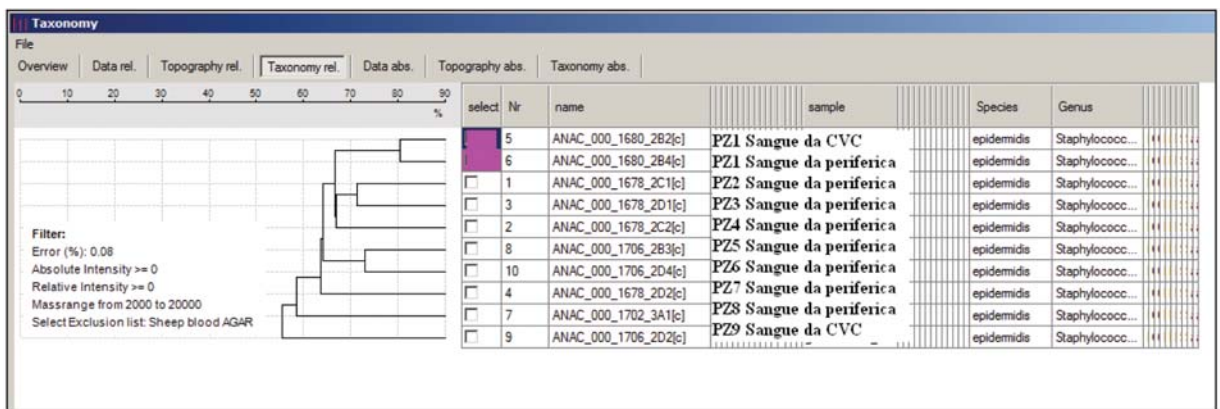 Taxonomy
File
Overview Data rel. Topography rel. Taxonomy rel. Data abs. Topography abs. Taxonomy abs.
0 10 20 30 40 50 60 70 80 90
%
select Nr name sample Species Genus
5 ANAC_000_1680_2B2[c] PZ1 Sangue da CVC epidermidis Staphylococc...
6 ANAC_000_1680_2B4[c] PZ1 Sangue da periferica epidermidis Staphylococc...
1 ANAC_000_1678_2C1[c] PZ2 Sangue da periferica epidermidis Staphylococc...
3 ANAC_000_1678_2D1[c] PZ3 Sangue da periferica epidermidis Staphylococc...
2 ANAC_000_1678_2C2[c] PZ4 Sangue da periferica epidermidis Staphylococc...
8 ANAC_000_1706_2B3[c] PZ5 Sangue da periferica epidermidis Staphylococc...
10 ANAC_000_1706_2D4[c] PZ6 Sangue da periferica epidermidis Staphylococc...
4 ANAC_000_1678_2D2[c] PZ7 Sangue da periferica epidermidis Staphylococc...
7 ANAC_000_1702_3A1[c] PZ8 Sangue da periferica epidermidis Staphylococc...
9 ANAC_000_1706_2D2[c] PZ9 Sangue da CVC epidermidis Staphylococc...
Filter:
Error (%): 0.08
Absolute Intensity >= 0
Relative Intensity >= 0
Massrange from 2000 to 20000
Select Exclusion list: Sheep blood AGAR